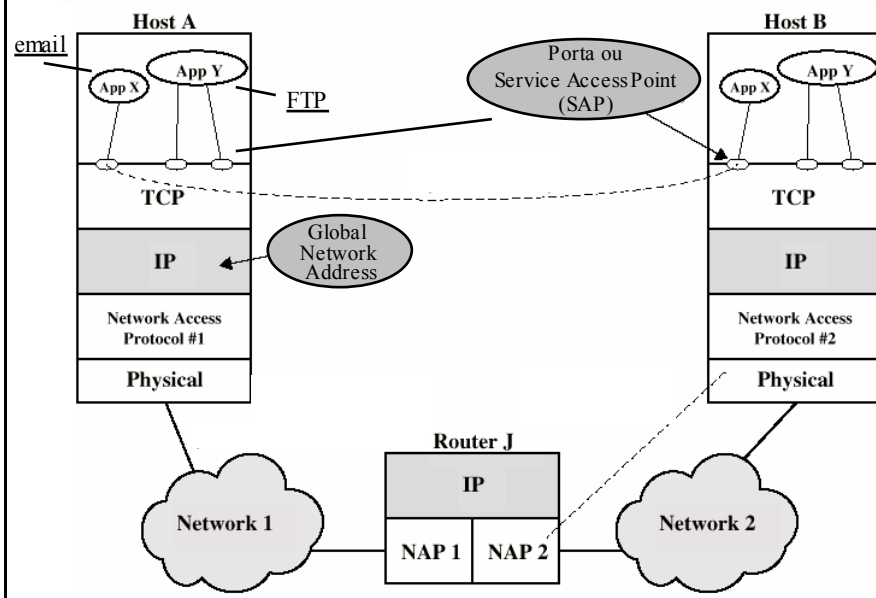 Host A
Host B
email
App X
App Y
FTP
Porta ou
Service Access Point
(SAP)
App X
App Y
TCP
TCP
Global
Network
Address
IP
IP
Network Access
Protocol #1
Network Access
Protocol #2
Physical
Physical
Router J
IP
Network 1
NAP 1
NAP 2
Network 2